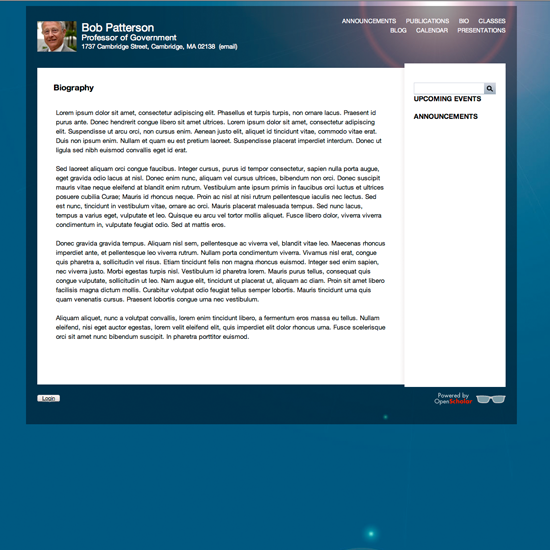 Bob Patterson
Professor of Government
1737 Cambridge Street, Cambridge, MA 02138 (email)
ANNOUNCEMENTS PUBLICATIONS BIO CLASSES
BLOG CALENDAR PRESENTATIONS
Biography
Lorem ipsum dolor sit amet, consectetur adipiscing elit. Phasellus et turpis turpis, non ornare lacus. Praesent id
purus ante. Donec hendrerit congue libero sit amet ultrices. Lorem ipsum dolor sit amet, consectetur adipiscing
elit. Suspendisse ut arcu orci, non cursus enim. Aenean justo elit, aliquet id tincidunt vitae, commodo vitae erat.
Duis non ipsum enim. Nullam et quam eu est pretium laoreet. Suspendisse placerat imperdiet interdum. Donec ut
ligula sed nibh euismod convallis eget id erat.
Sed laoreet aliquam orci congue faucibus. Integer cursus, purus id tempor consectetur, sapien nulla porta augue,
eget gravida odio lacus at nisl. Donec enim nunc, aliquam vel cursus ultrices, bibendum non orci. Donec suscipit
mauris vitae neque eleifend at blandit enim rutrum. Vestibulum ante ipsum primis in faucibus orci luctus et ultrices
posuere cubilia Curae; Mauris id rhoncus neque. Proin ac nisl at nisi rutrum pellentesque iaculis nec lectus. Sed
est nunc, tincidunt in vestibulum vitae, ornare ac orci. Mauris placerat malesuada tempus. Sed nunc lacus,
tempus a varius eget, vulputate et leo. Quisque eu arcu vel tortor mollis aliquet. Fusce libero dolor, viverra viverra
condimentum in, vulputate feugiat odio. Sed at mattis eros.
Donec gravida gravida tempus. Aliquam nisl sem, pellentesque ac viverra vel, blandit vitae leo. Maecenas rhoncus
imperdiet ante, et pellentesque leo viverra rutrum. Nullam porta condimentum viverra. Vivamus nisl erat, congue
quis pharetra a, sollicitudin vel risus. Etiam tincidunt felis non magna rhoncus euismod. Integer sed enim sapien,
nec viverra justo. Morbi egestas turpis nisl. Vestibulum id pharetra lorem. Mauris purus tellus, consequat quis
congue vulputate, sollicitudin ut leo. Nam augue elit, tincidunt ut placerat ut, aliquam ac diam. Proin sit amet libero
facilisis magna dictum mollis. Curabitur volutpat odio feugiat tellus semper lobortis. Mauris tincidunt urna quis
quam venenatis cursus. Praesent lobortis congue urna nec vestibulum.
Aliquam aliquet, nunc a volutpat convallis, lorem enim tincidunt libero, a fermentum eros massa eu tellus. Nullam
eleifend, nisi eget auctor egestas, lorem velit eleifend elit, quis imperdiet elit dolor rhoncus urna. Fusce scelerisque
orci sit amet nunc bibendum suscipit. In pharetra porttitor euismod.
UPCOMING EVENTS
ANNOUNCEMENTS
Login
Powered by
OpenScholar